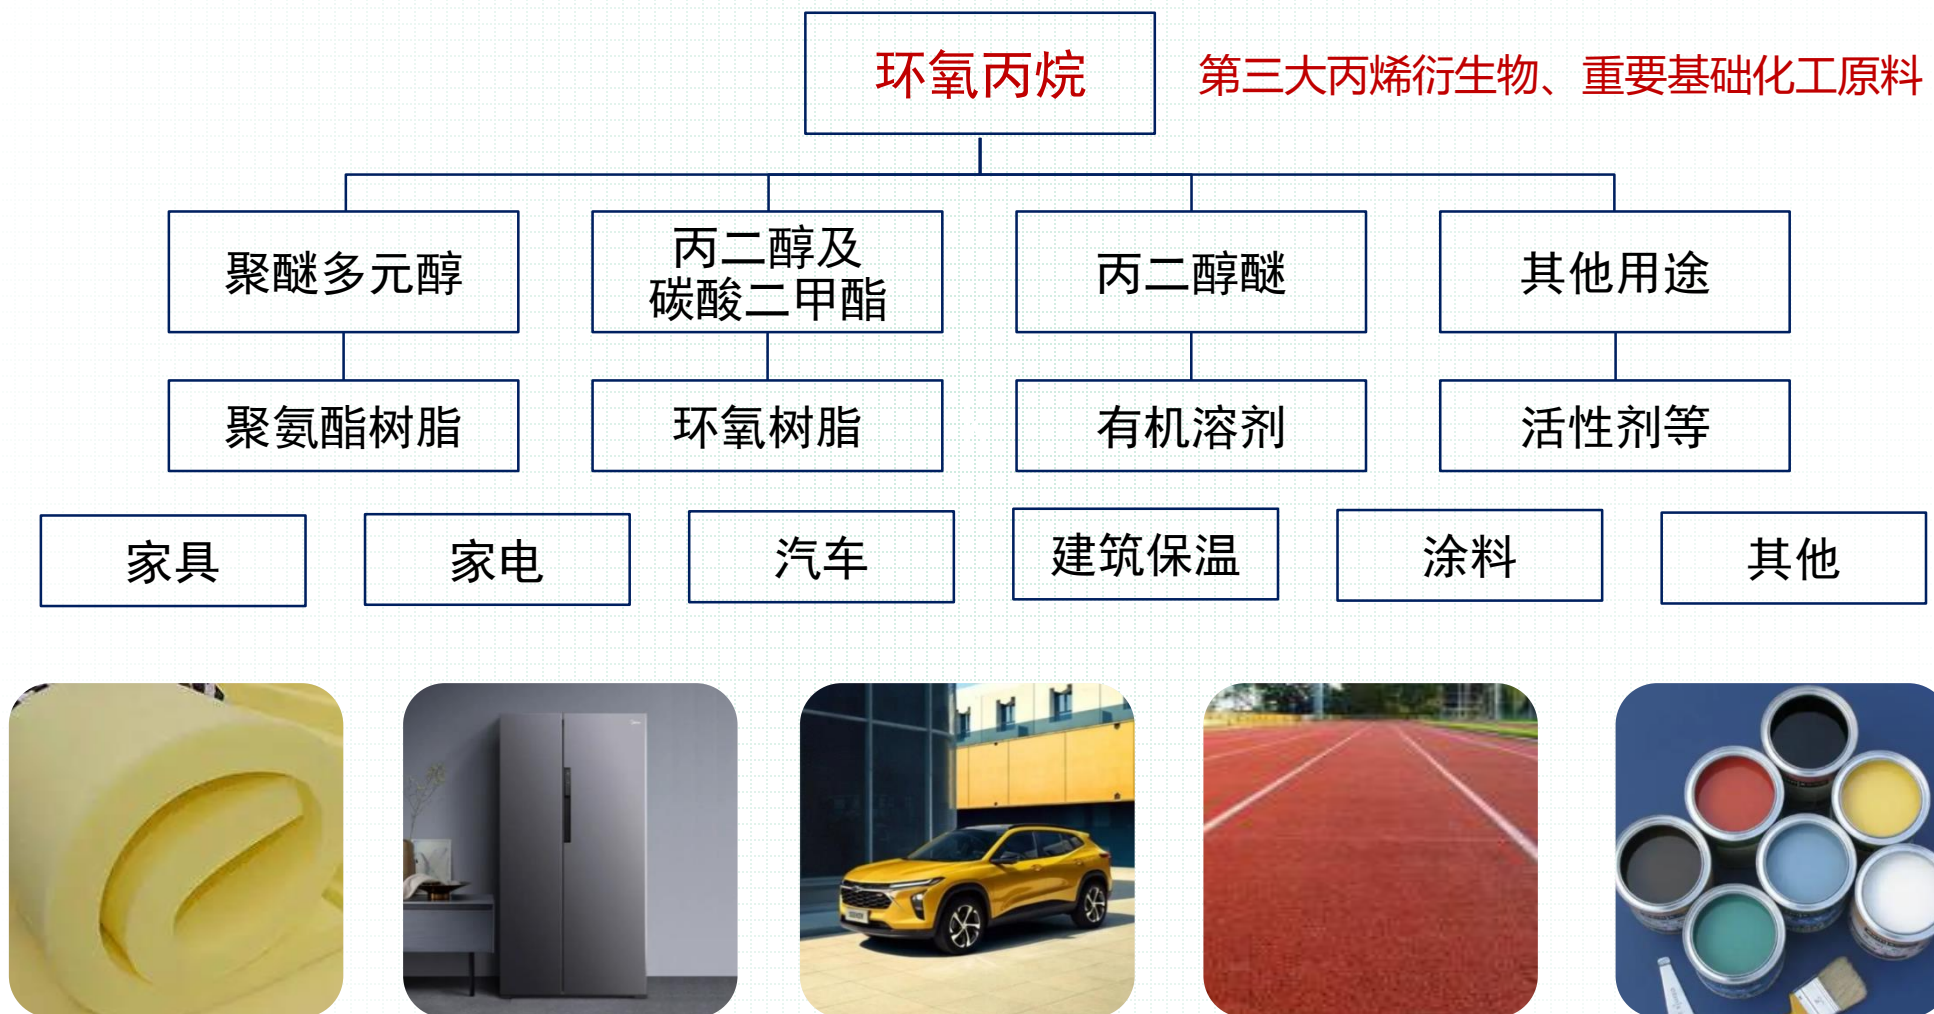 环氧丙烷
第三大丙烯衍生物、重要基础化工原料
聚醚多元醇
丙二醇及
碳酸二甲酯
丙二醇醚
其他用途
聚氨酯树脂
环氧树脂
有机溶剂
活性剂等
家具
家电
汽车
建筑保温
涂料
其他